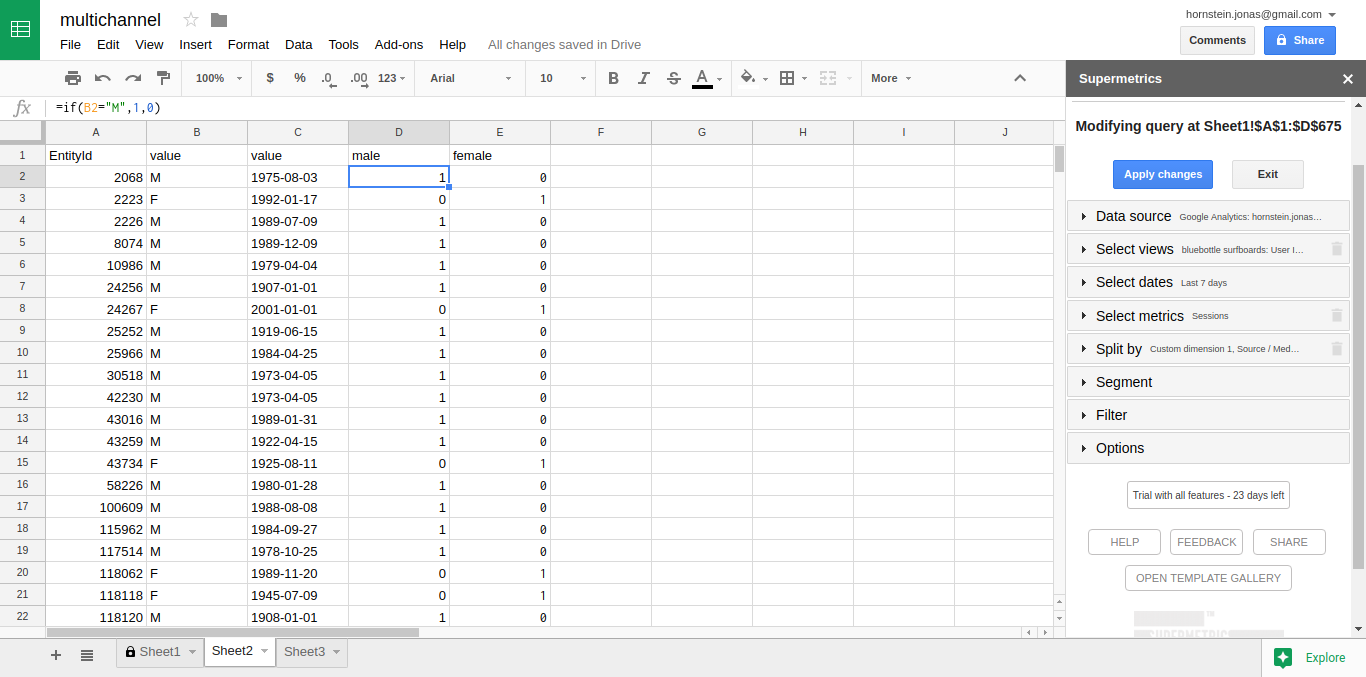 multichannel
hornstein.jonas@gmail.com
File Edit View Insert Format Data Tools Add-ons Help All changes saved in Drive
Comments Share
100% $ % .0 .00 123 Arial 10 B I S A More
Supermetrics
fx =if(B2="M",1,0)
A B C D E F G H I J
1 EntityId value value male female
2 2068 M 1975-08-03 1 0
3 2223 F 1992-01-17 0 1
4 2226 M 1989-07-09 1 0
5 8074 M 1989-12-09 1 0
6 10986 M 1979-04-04 1 0
7 24256 M 1907-01-01 1 0
8 24267 F 2001-01-01 0 1
9 25252 M 1919-06-15 1 0
10 25966 M 1984-04-25 1 0
11 30518 M 1973-04-05 1 0
12 42230 M 1973-04-05 1 0
13 43016 M 1989-01-31 1 0
14 43259 M 1922-04-15 1 0
15 43734 F 1925-08-11 0 1
16 58226 M 1980-01-28 1 0
17 100609 M 1988-08-08 1 0
18 115962 M 1984-09-27 1 0
19 117514 M 1978-10-25 1 0
20 118062 F 1989-11-20 0 1
21 118118 F 1945-07-09 0 1
22 118120 M 1908-01-01 1 0
Modifying query at Sheet1!$A$1:$D$675
Apply changes Exit
Data source Google Analytics: hornstein.jonas...
Select views bluebottle surfboards: User I...
Select dates Last 7 days
Select metrics Sessions
Split by Custom dimension 1, Source / Med...
Segment
Filter
Options
Trial with all features - 23 days left
HELP FEEDBACK SHARE
OPEN TEMPLATE GALLERY
TM
SUPERMETRICS
Sheet1 Sheet2 Sheet3
Explore